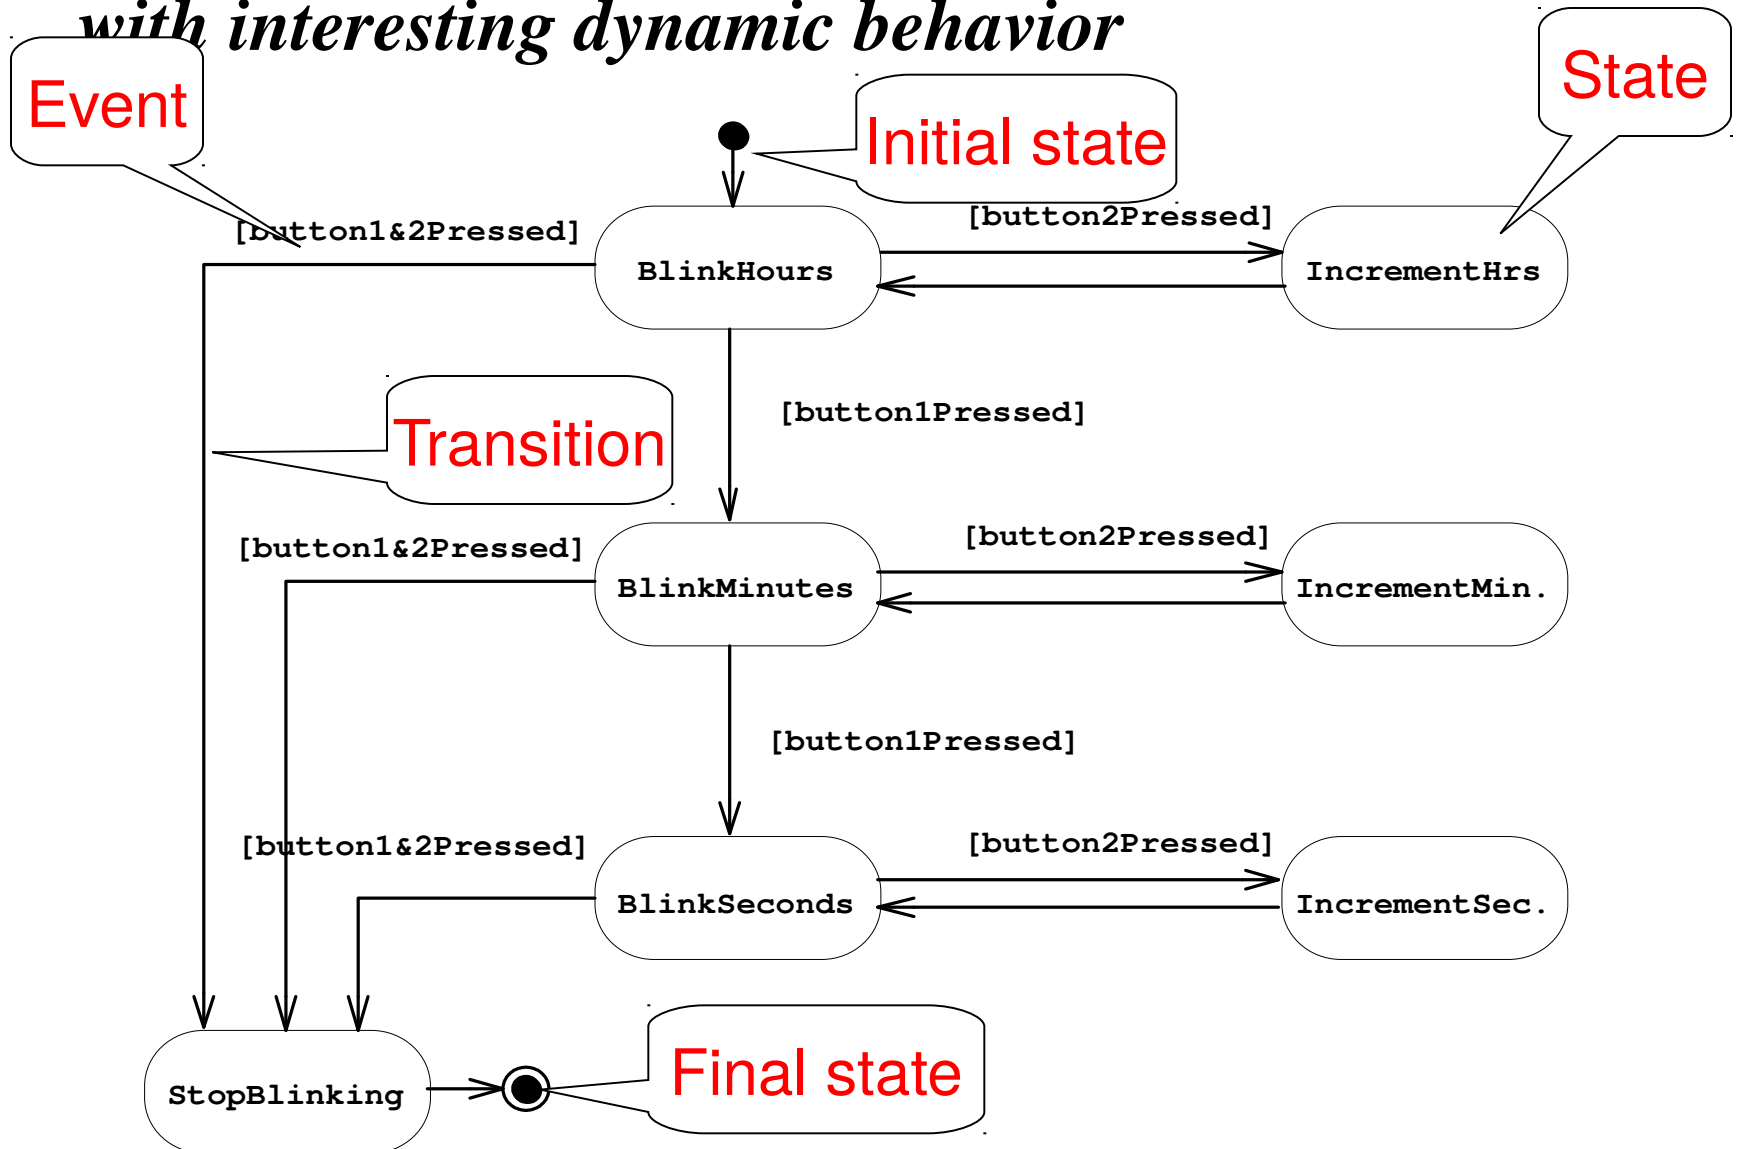 with interesting dynamic behavior
Event
State
Initial state
[button1&2Pressed]
[button2Pressed]
BlinkHours
IncrementHrs
[button1Pressed]
Transition
[button1&2Pressed]
[button2Pressed]
BlinkMinutes
IncrementMin.
[button1Pressed]
[button1&2Pressed]
[button2Pressed]
BlinkSeconds
IncrementSec.
Final state
StopBlinking